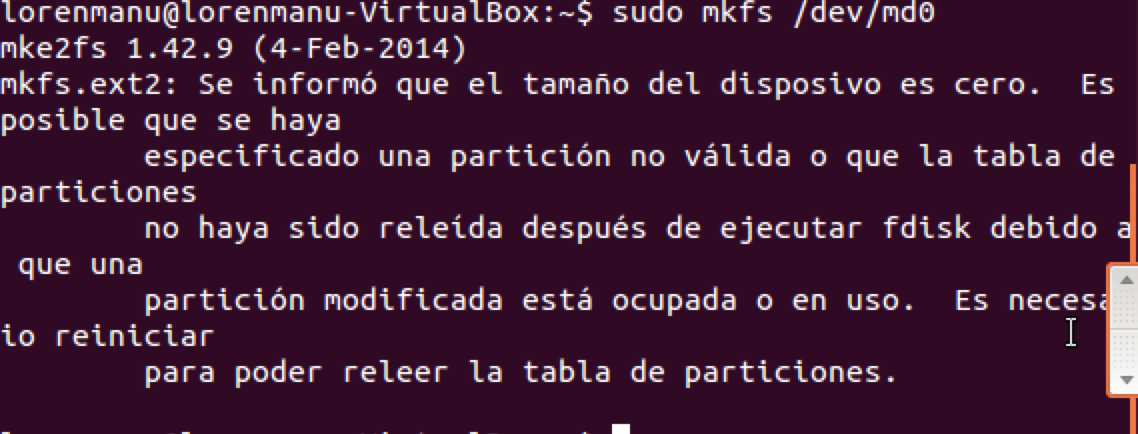 lorenmanu@lorenmanu-VirtualBox:~$ sudo mkfs /dev/md0
mke2fs 1.42.9 (4-Feb-2014)
mkfs.ext2: Se informó que el tamaño del disposivo es cero.  Es
posible que se haya
        especificado una partición no válida o que la tabla de
particiones
        no haya sido releída después de ejecutar fdisk debido a
 que una
        partición modificada está ocupada o en uso.  Es necesa
io reiniciar
        para poder releer la tabla de particiones.